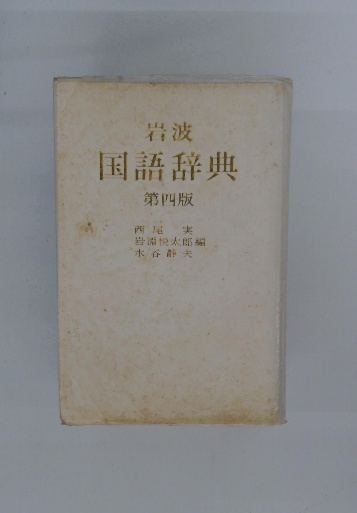 岩波
国語辞典
第四版
西尾 実
岩淵悦太郎 編
水谷静夫